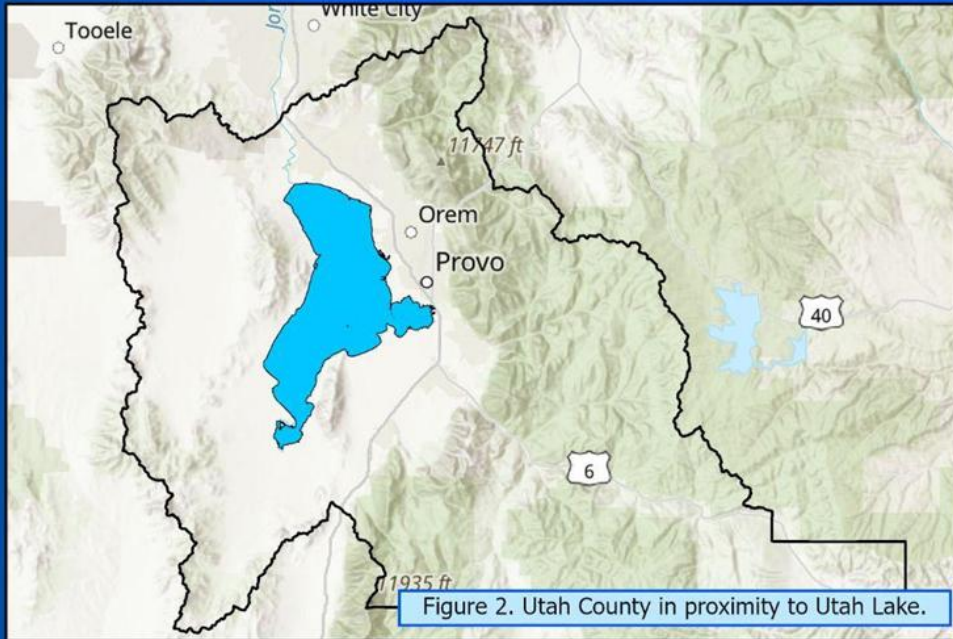 White City
Tooele
Jor
11747 ft
Orem
Provo
40
6
11935 ft
Figure 2. Utah County in proximity to Utah Lake.